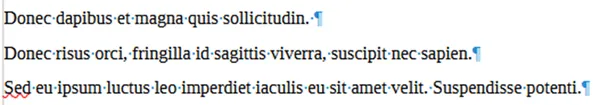 Donec dapibus et magna quis sollicitudin. ¶
Donec risus orci, fringilla id sagittis viverra, suscipit nec sapien.¶
Sed eu ipsum luctus leo imperdiet iaculis eu sit amet velit. Suspendisse potenti.¶